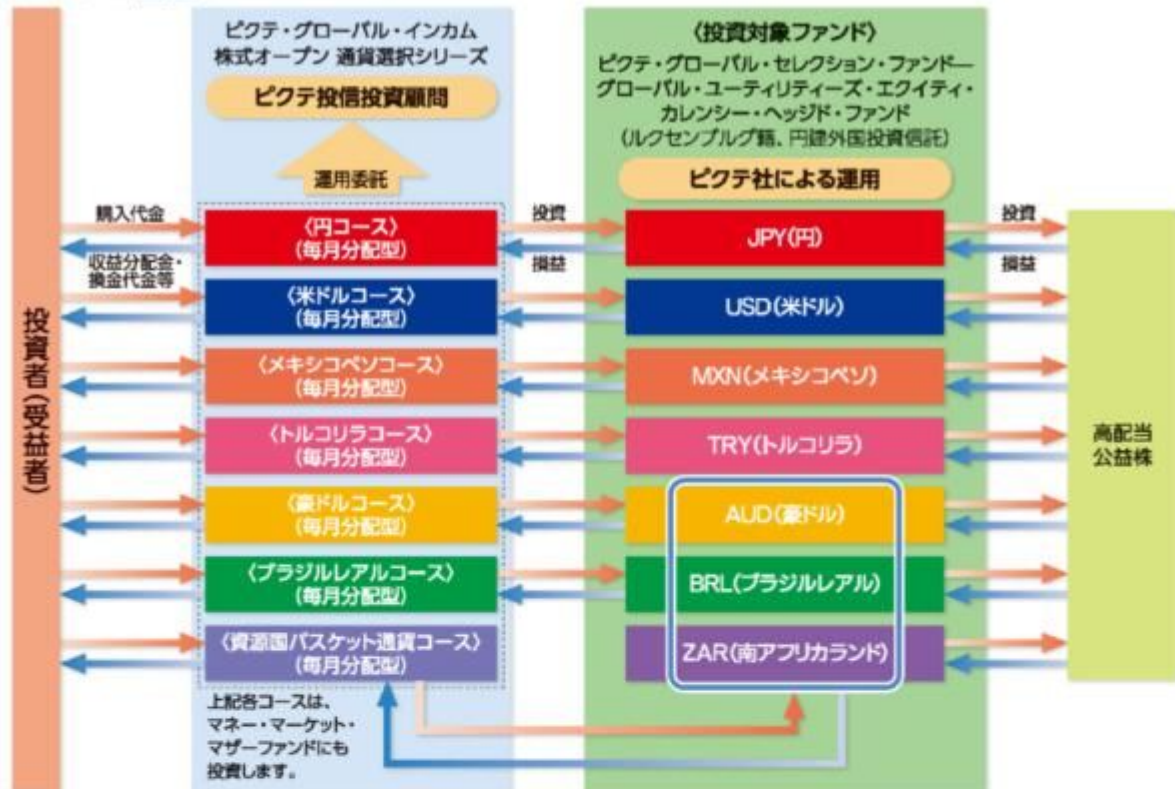 ピクテ・グローバル・インカム
株式オープン 通貨選択シリーズ
ピクテ投信投資顧問
運用委託
〈投資対象ファンド〉
ピクテ・グローバル・セレクション・ファンド―
グローバル・ユーティリティーズ・エクイティ・
カレンシー・ヘッジド・ファンド
(ルクセンブルグ籍、円建外国投資信託)
ピクテ社による運用
投資者(受益者)
購入代金
収益分配金・
換金代金等
〈円コース〉
(毎月分配型)
投資
損益
JPY(円)
投資
損益
〈米ドルコース〉
(毎月分配型)
USD(米ドル)
〈メキシコペソコース〉
(毎月分配型)
MXN(メキシコペソ)
〈トルコリラコース〉
(毎月分配型)
TRY(トルコリラ)
高配当
公益株
〈豪ドルコース〉
(毎月分配型)
AUD(豪ドル)
〈ブラジルレアルコース〉
(毎月分配型)
BRL(ブラジルレアル)
〈資源国バスケット通貨コース〉
(毎月分配型)
ZAR(南アフリカランド)
上記各コースは、
マネー・マーケット・
マザーファンドにも
投資します。